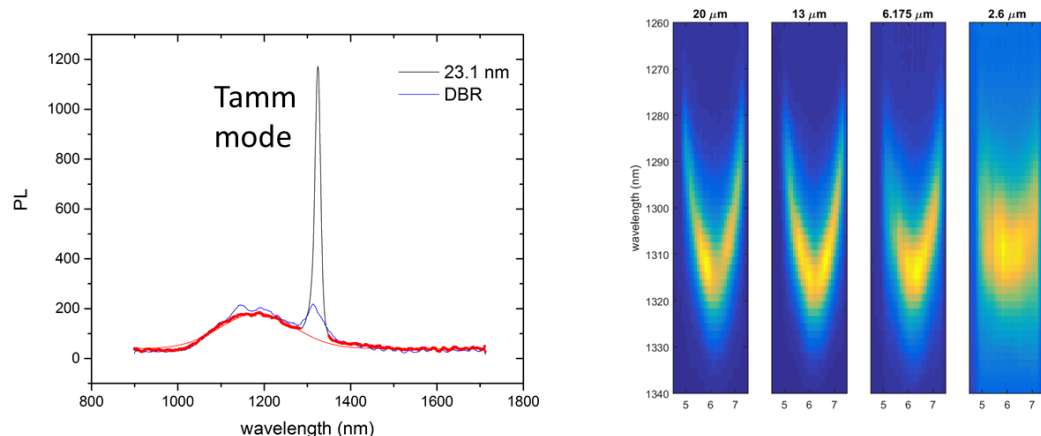 1200
1000
800
600
400
200
0
PL
Tamm
mode
23.1 nm
DBR
800 1000 1200 1400 1600 1800
wavelength (nm)
20 μm 13 μm 6.175 μm 2.6 μm
1260
1270
1280
1290
1300
1310
1320
1330
1340
wavelength (nm)
5 6 7 5 6 7 5 6 7 5 6 7